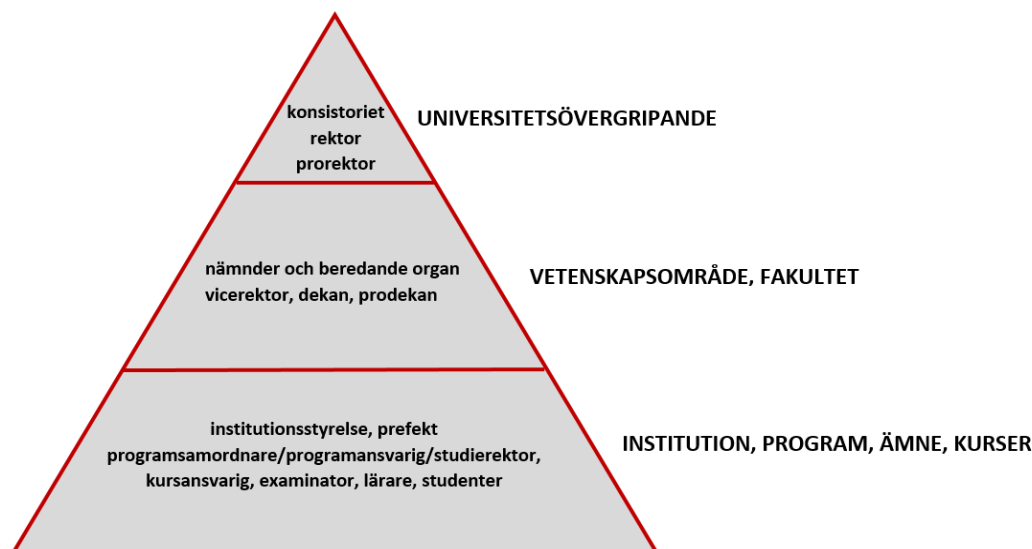 konsistoriet
rektor
prorektor
UNIVERSITETSÖVERGRIPANDE
nämnder och beredande organ
vicerektor, dekan, prodekan
VETENSKAPSOMRÅDE, FAKULTET
institutionsstyrelse, prefekt
programsamordnare/programansvarig/studierektor,
kursansvarig, examinator, lärare, studenter
INSTITUTION, PROGRAM, ÄMNE, KURSER